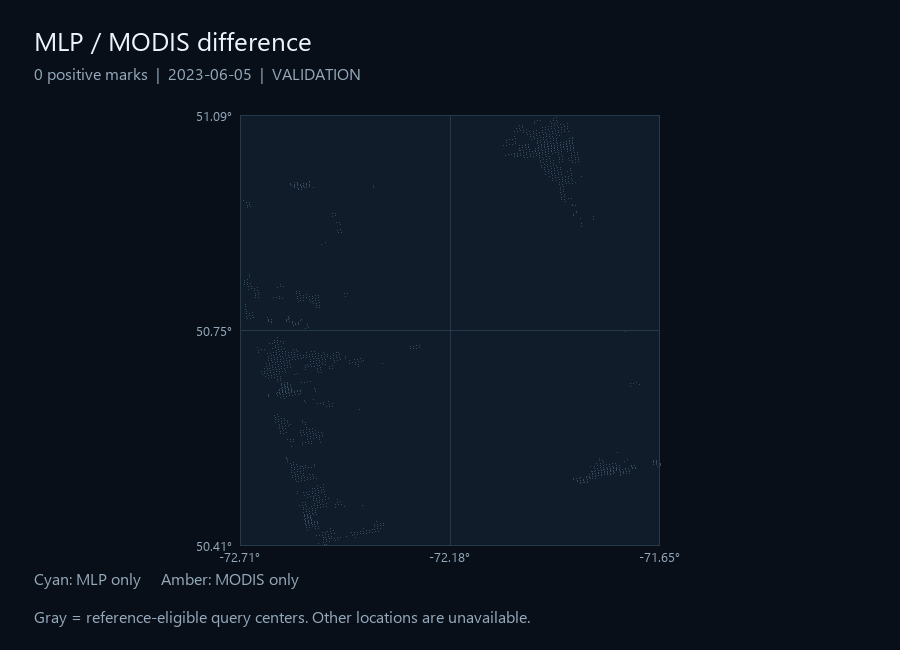 MLP / MODIS difference
0 positive marks | 2023-06-05 | VALIDATION
51.09°
50.75°
50.41°
-72.71° -72.18° -71.65°
Cyan: MLP only Amber: MODIS only
Gray = reference-eligible query centers. Other locations are unavailable.